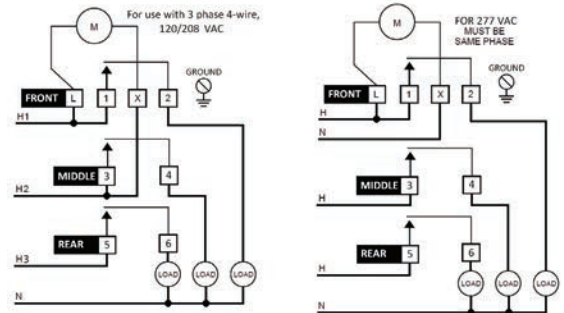 M
For use with 3 phase 4-wire,
120/208 VAC
GROUND
FRONT L 1 X 2
H1
MIDDLE 3 4
H2
REAR 5 6
H3
LOAD LOAD LOAD
N
M
FOR 277 VAC
MUST BE
SAME PHASE
GROUND
FRONT L 1 X 2
H
N
MIDDLE 3 4
H
REAR 5 6
H
LOAD LOAD LOAD
N